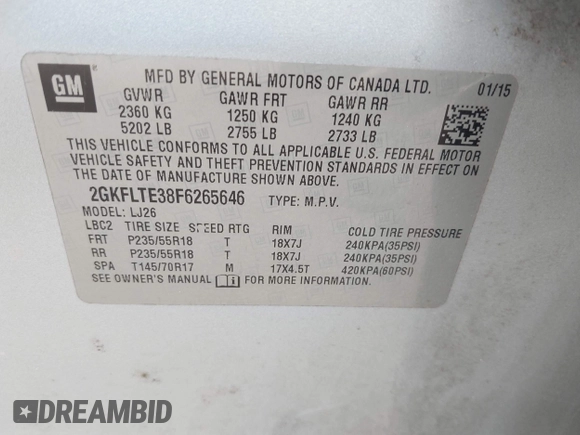 GM
MFD BY GENERAL MOTORS OF CANADA LTD. 01/15
GVWR GAWR FRT GAWR RR
2360 KG 1250 KG 1240 KG
5202 LB 2755 LB 2733 LB
THIS VEHICLE CONFORMS TO ALL APPLICABLE U.S. FEDERAL MOTOR
VEHICLE SAFETY AND THEFT PREVENTION STANDARDS IN EFFECT ON
THE DATE OF MANUFACTURE SHOWN ABOVE.
2GKFLTE38F6265646 TYPE: M.P.V.
MODEL: LJ26
LBC2 TIRE SIZE SPEED RTG RIM COLD TIRE PRESSURE
FRT P235/55R18 T 18X7J 240KPA(35PSI)
RR P235/55R18 T 18X7J 240KPA(35PSI)
SPA T145/70R17 M 17X4.5T 420KPA(60PSI)
SEE OWNER'S MANUAL i FOR MORE INFORMATION.
DREAMBID